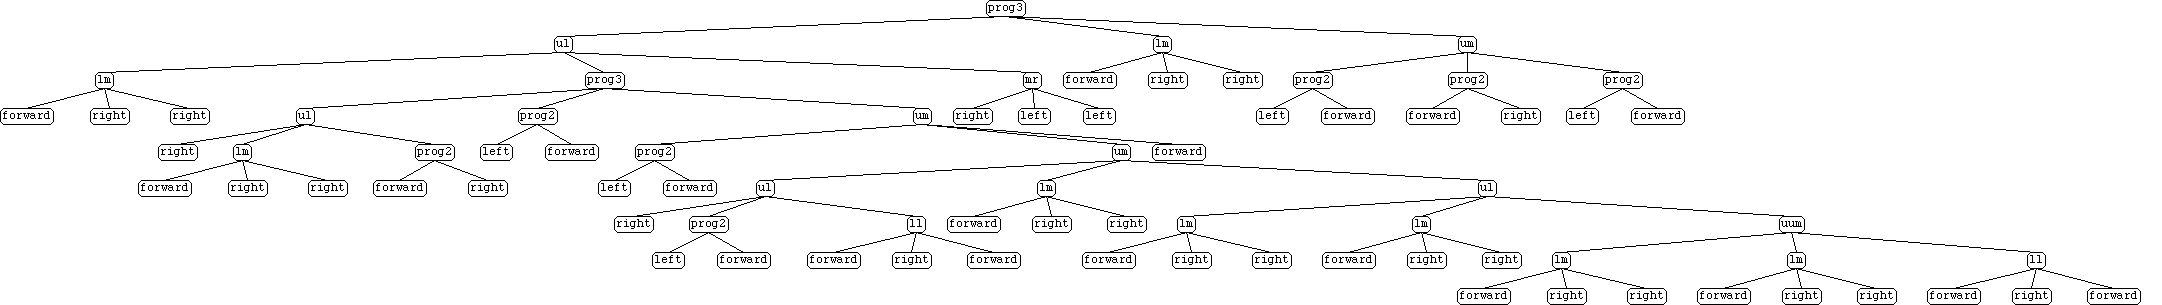 prog3
ul lm um
lm prog3 mr forward right right prog2 prog2 prog2
forward right right ul prog2 um right left left left forward forward right left forward
right lm prog2 left forward prog2 um forward
forward right right forward right left forward ul lm ul
right prog2 ll forward right right lm lm uum
left forward forward right forward forward right right forward right right lm lm ll
forward right right forward right right forward right forward